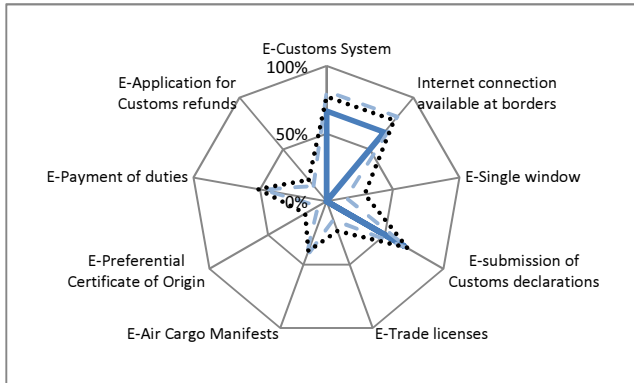 E-Customs System
100%
Internet connection
available at borders
E-Application for
Customs refunds
50%
E-Payment of duties
E-Single window
0%
E-Preferential
Certificate of Origin
E-submission of
Customs declarations
E-Air Cargo Manifests
E-Trade licenses